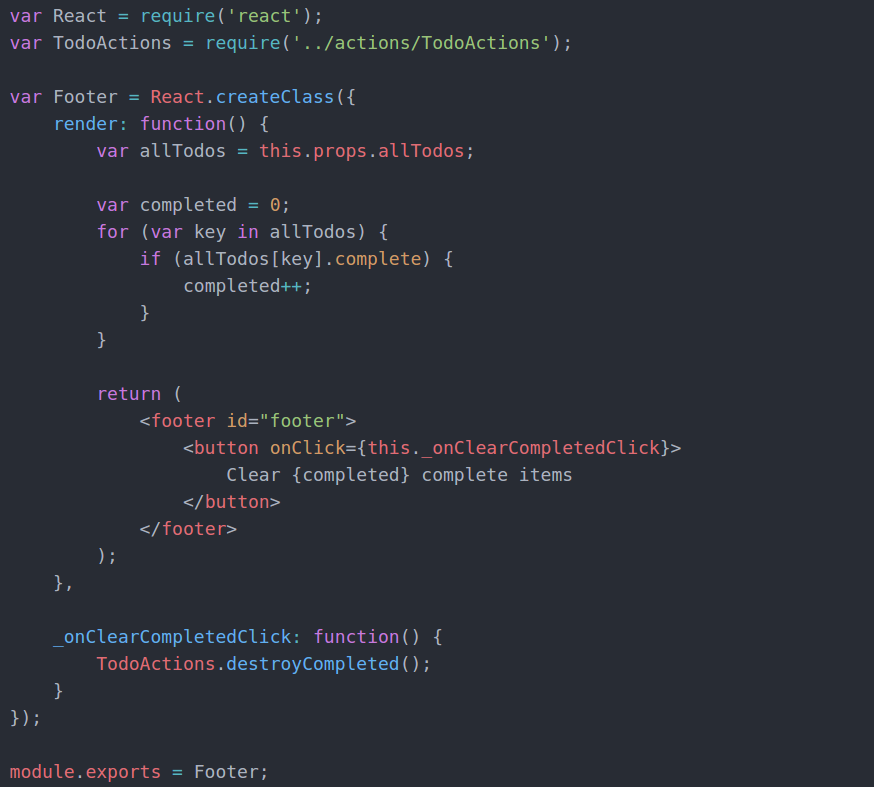 var React = require('react');
var TodoActions = require('../actions/TodoActions');

var Footer = React.createClass({
    render: function() {
        var allTodos = this.props.allTodos;

        var completed = 0;
        for (var key in allTodos) {
            if (allTodos[key].complete) {
                completed++;
            }
        }

        return (
            <footer id="footer">
                <button onClick={this._onClearCompletedClick}>
                    Clear {completed} complete items
                </button>
            </footer>
        );
    },

    _onClearCompletedClick: function() {
        TodoActions.destroyCompleted();
    }
});

module.exports = Footer;